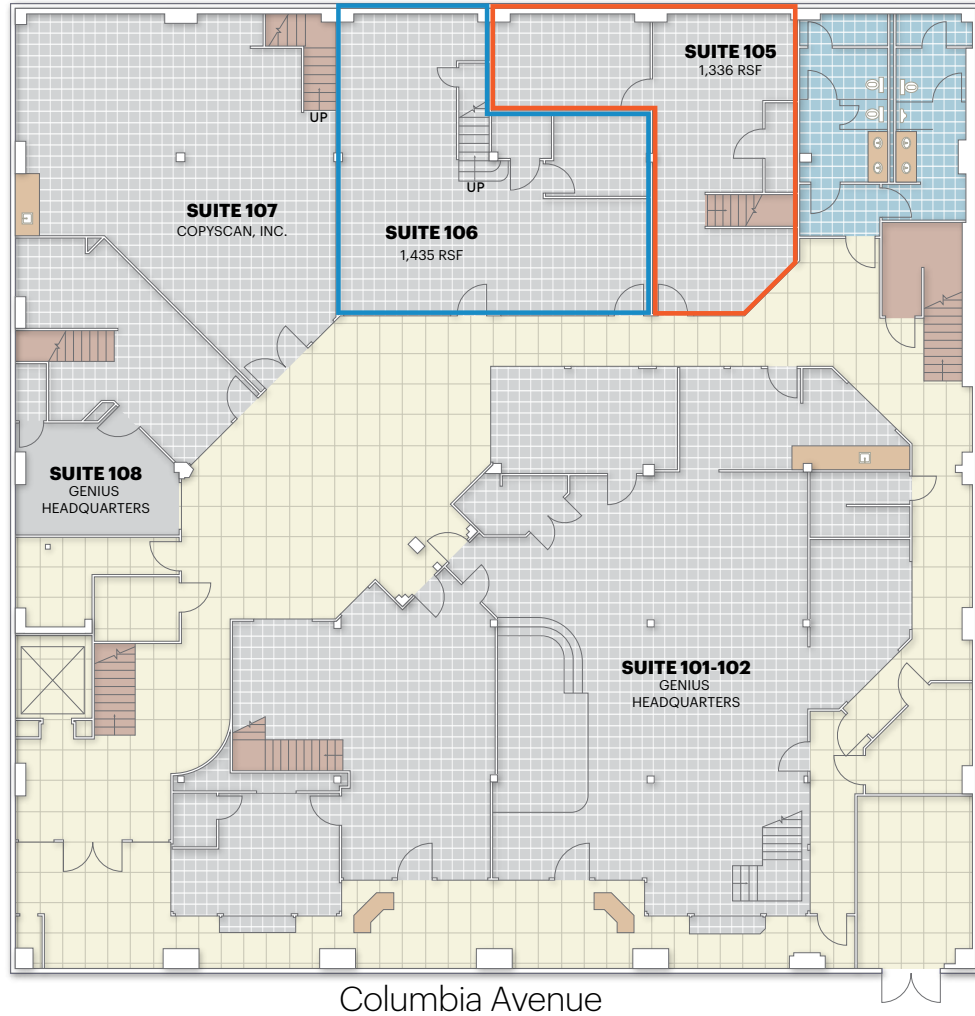 SUITE 105
1,336 RSF
UP
UP
SUITE 107
COPYSCAN, INC.
SUITE 106
1,435 RSF
SUITE 108
GENIUS
HEADQUARTERS
SUITE 101-102
GENIUS
HEADQUARTERS
Columbia Avenue